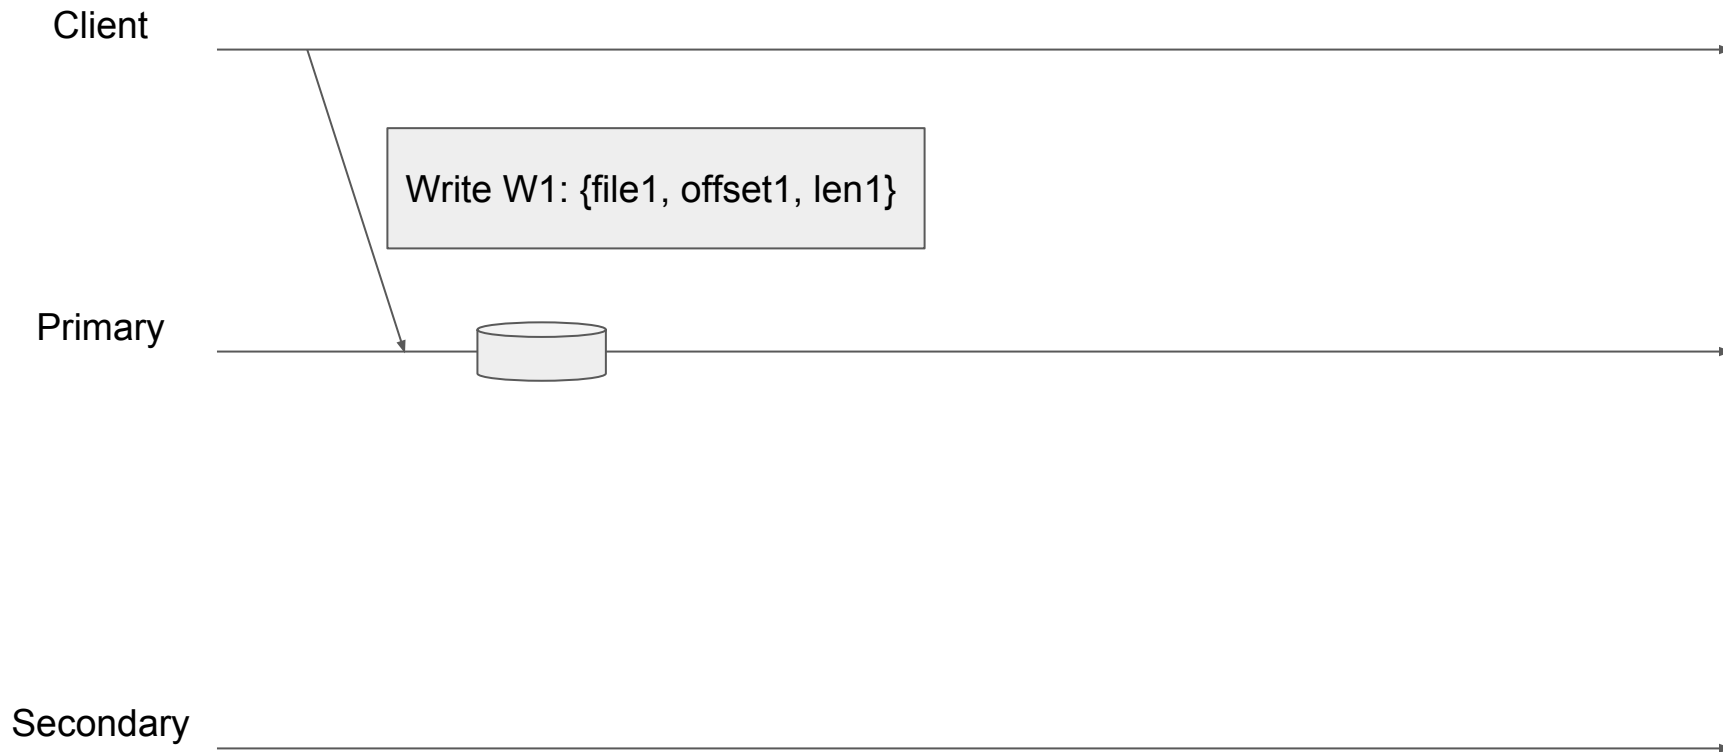 Client
Write W1: {file1, offset1, len1}
Primary
Secondary